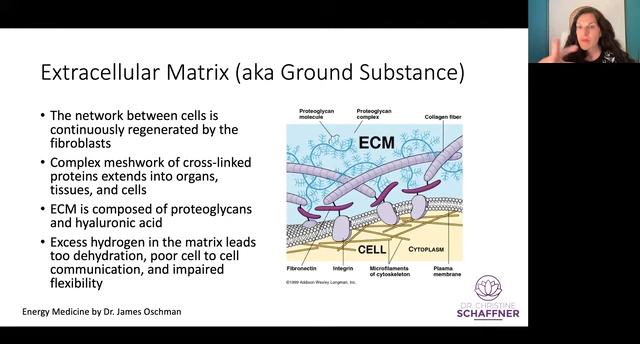 Extracellular Matrix (aka Ground Substance)
• The network between cells is
continuously regenerated by the
fibroblasts
• Complex meshwork of cross-linked
proteins extends into organs,
tissues, and cells
• ECM is composed of proteoglycans
and hyaluronic acid
• Excess hydrogen in the matrix leads
too dehydration, poor cell to cell
communication, and impaired
flexibility
Proteoglycan
molecule
Proteoglycan
complex
Collagen fiber
ECM
CELL
CYTOPLASM
Fibronectin
Integrin
Microfilaments
of cytoskeleton
Plasma
membrane
©1999 Addison Wesley Longman, Inc.
Energy Medicine by Dr. James Oschman
DR. CHRISTINE
SCHAFFNER